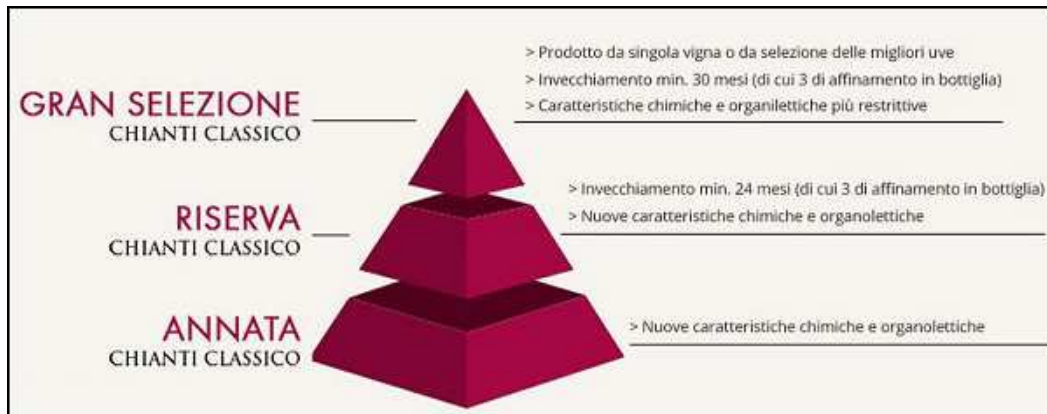 > Prodotto da singola vigna o da selezione delle migliori uve
> Invecchiamento min. 30 mesi (di cui 3 di affinamento in bottiglia)
> Caratteristiche chimiche e organilettiche più restrittive
GRAN SELEZIONE
CHIANTI CLASSICO
> Invecchiamento min. 24 mesi (di cui 3 di affinamento in bottiglia)
> Nuove caratteristiche chimiche e organolettiche
RISERVA
CHIANTI CLASSICO
> Nuove caratteristiche chimiche e organolettiche
ANNATA
CHIANTI CLASSICO